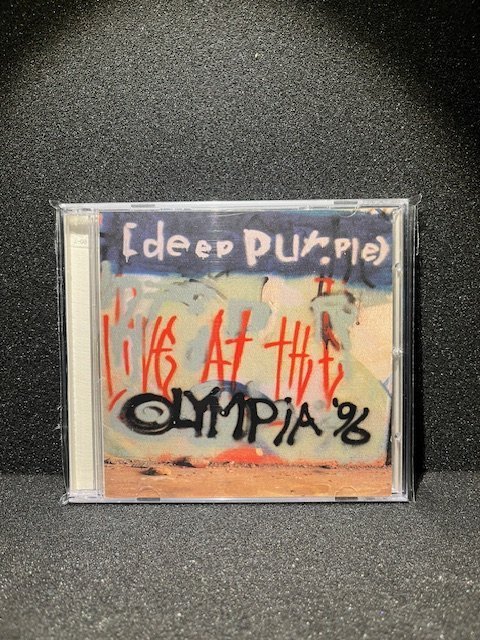 [deep purple)
LIVE AT THE
OLYMPIA '96